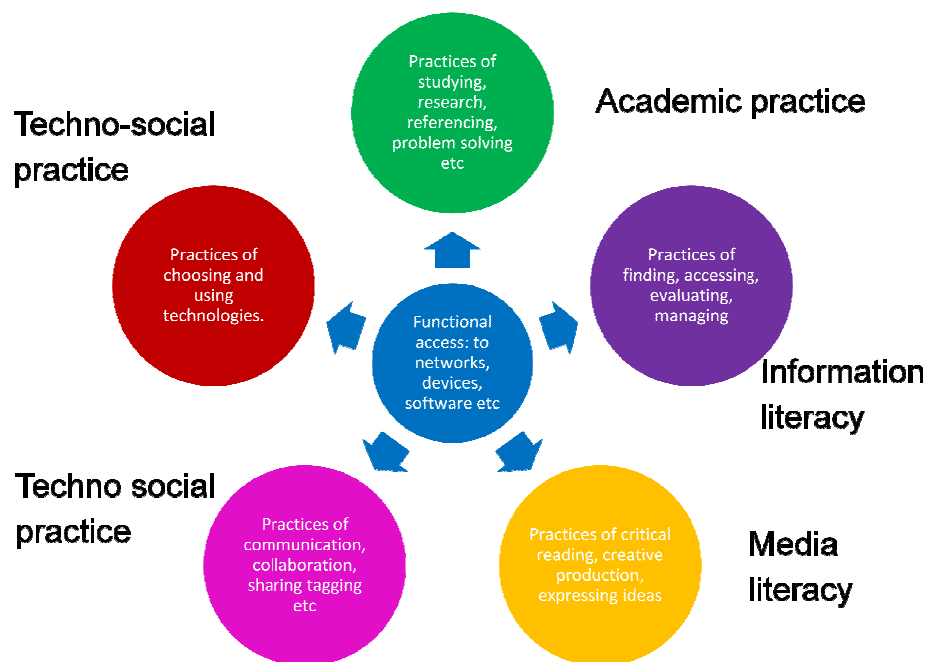 Practices of
studying,
research,
referencing,
problem solving
etc
Academic practice
Techno-social
practice
Practices of
choosing and
using
technologies.
Practices of
finding, accessing,
evaluating,
managing
Functional
access: to
networks,
devices,
software etc
Information
literacy
Techno social
practice
Practices of
communication,
collaboration,
sharing tagging
etc
Practices of critical
reading, creative
production,
expressing ideas
Media
literacy